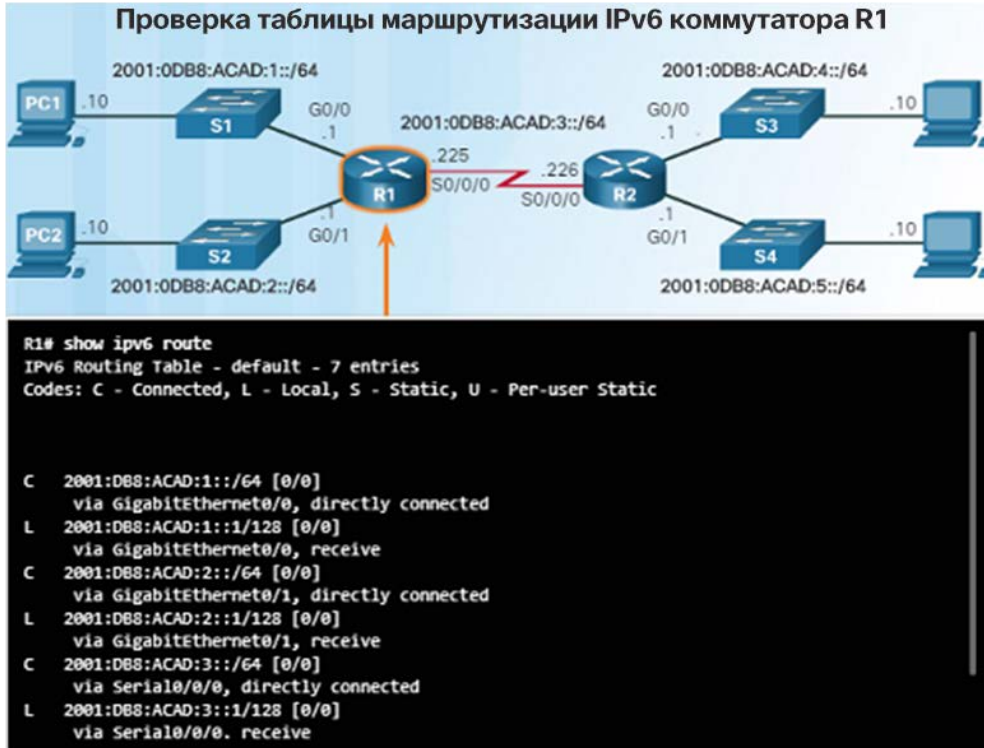 Проверка таблицы маршрутизации IPv6 коммутатора R1
2001:0DB8:ACAD:1::/64
2001:0DB8:ACAD:4::/64
PC1
.10
S1
G0/0
.1
2001:0DB8:ACAD:3::/64
G0/0
.1
S3
.10
.225
S0/0/0
R1
.226
S0/0/0
R2
PC2
.10
S2
.1
G0/1
.1
G0/1
S4
.10
2001:0DB8:ACAD:2::/64
2001:0DB8:ACAD:5::/64
R1# show ipv6 route
IPv6 Routing Table - default - 7 entries
Codes: C - Connected, L - Local, S - Static, U - Per-user Static
C 2001:DB8:ACAD:1::/64 [0/0]
via GigabitEthernet0/0, directly connected
L 2001:DB8:ACAD:1::1/128 [0/0]
via GigabitEthernet0/0, receive
C 2001:DB8:ACAD:2::/64 [0/0]
via GigabitEthernet0/1, directly connected
L 2001:DB8:ACAD:2::1/128 [0/0]
via GigabitEthernet0/1, receive
C 2001:DB8:ACAD:3::/64 [0/0]
via Serial0/0/0, directly connected
L 2001:DB8:ACAD:3::1/128 [0/0]
via Serial0/0/0. receive